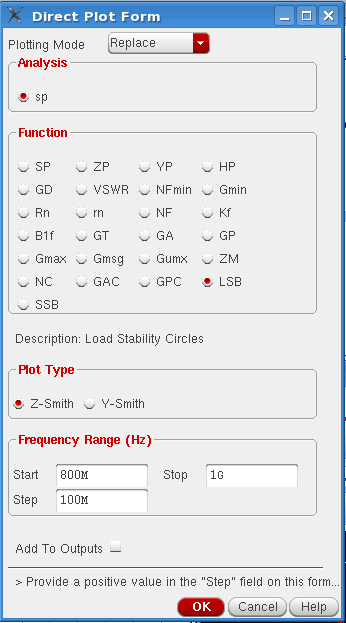 Direct Plot Form
Plotting Mode Replace
Analysis
sp
Function
SP ZP YP HP
GD VSWR NFmin Gmin
Rn rn NF Kf
B1f GT GA GP
Gmax Gmsg Gumx ZM
NC GAC GPC LSB
SSB
Description: Load Stability Circles
Plot Type
Z-Smith Y-Smith
Frequency Range (Hz)
Start 800M Stop 1G
Step 100M
Add To Outputs
> Provide a positive value in the "Step" field on this form...
OK Cancel Help